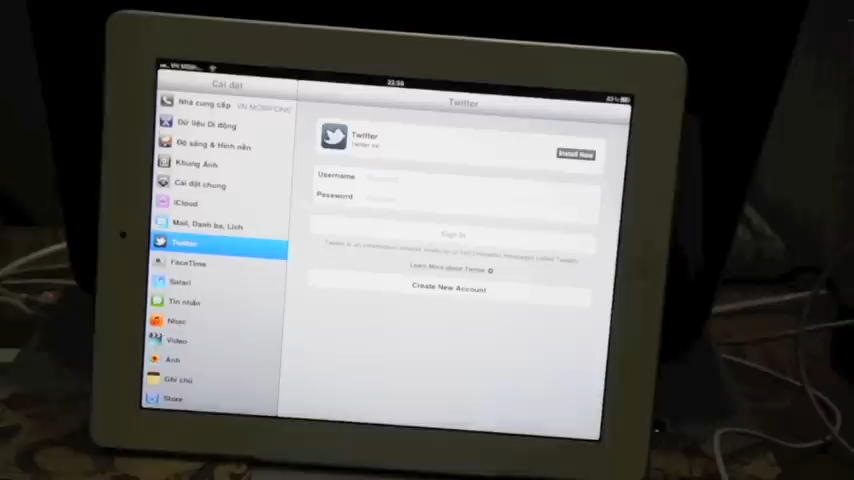 22:58
Cài đặt
Nhà cung cấp VN MOBIFONE
Dữ liệu Di động
Độ sáng & Hình nền
Khung Ảnh
Cài đặt chung
iCloud
Mail, Danh bạ, Lịch
Twitter
FaceTime
Safari
Tin nhắn
Nhạc
Video
Ảnh
Ghi chú
Store
Twitter
Twitter
Install Now
Username
Password
Sign In
Learn More about Twitter
Create New Account